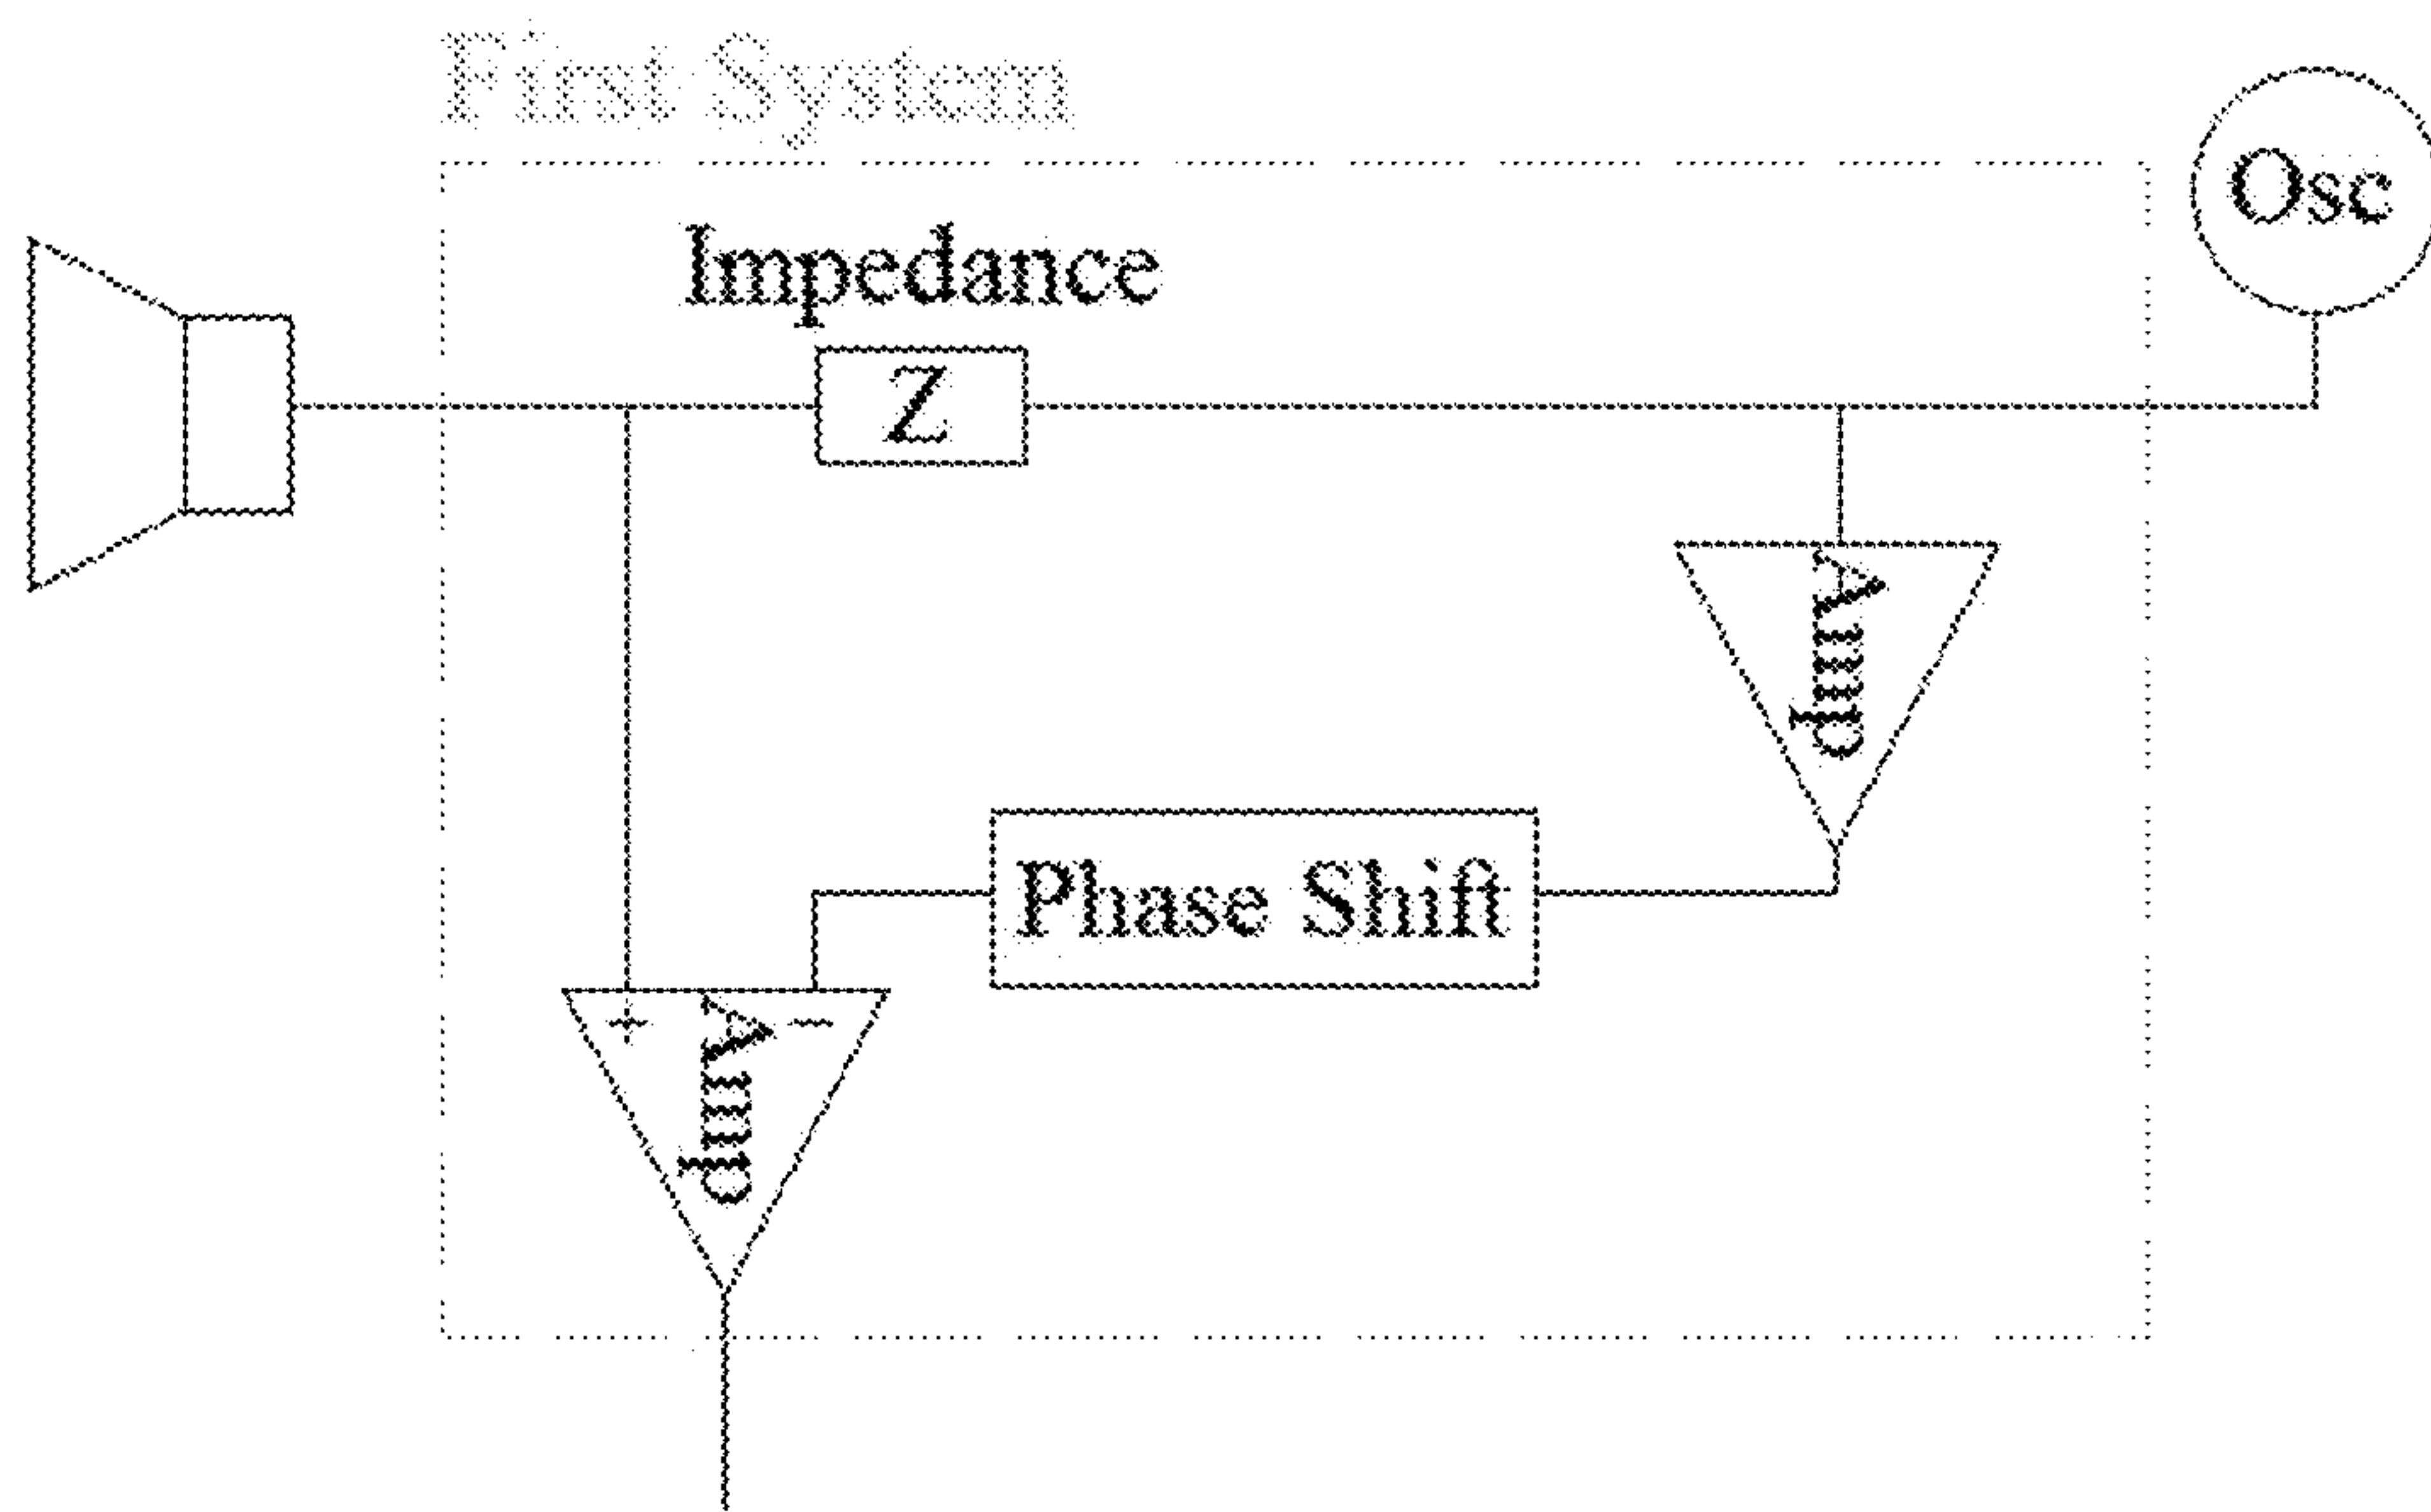 First System
Osc
Impedance
Z
Amp
Phase Shift
+ Amp −